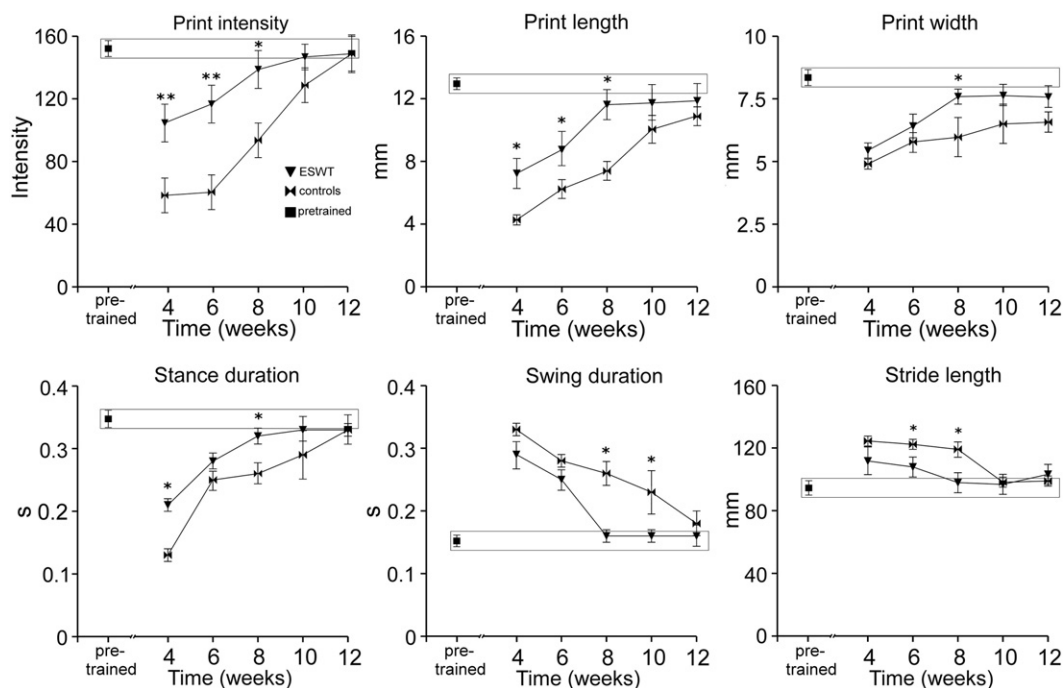 Print intensity
160
120
80
40
0
Intensity
**
**
*
ESWT
controls
pretrained
pre-
trained
4 6 8 10 12
Time (weeks)
Print length
16
12
8
4
0
mm
*
*
*
pre-
trained
4 6 8 10 12
Time (weeks)
Print width
10
7.5
5
2.5
0
mm
*
pre-
trained
4 6 8 10 12
Time (weeks)
Stance duration
0.4
0.3
0.2
0.1
0
s
*
*
pre-
trained
4 6 8 10 12
Time (weeks)
Swing duration
0.4
0.3
0.2
0.1
0
s
*
*
pre-
trained
4 6 8 10 12
Time (weeks)
Stride length
160
120
80
40
0
mm
*
*
pre-
trained
4 6 8 10 12
Time (weeks)